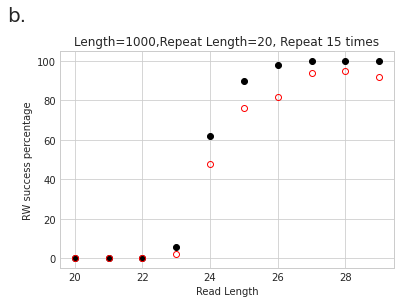 b.
Length=1000,Repeat Length=20, Repeat 15 times
RW success percentage
100
80
60
40
20
0
20
22
24
26
28
Read Length